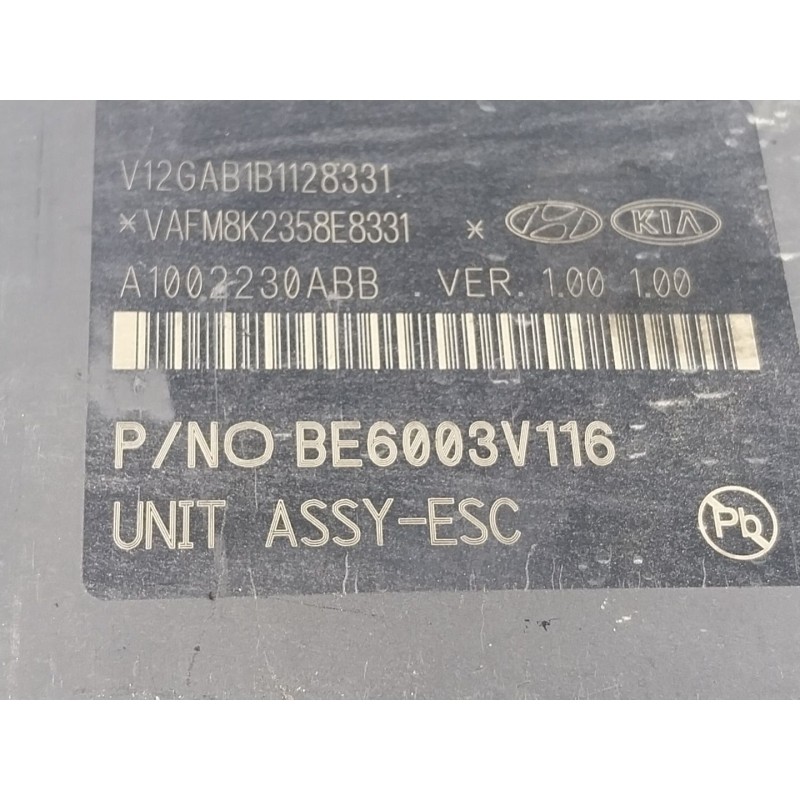 V12GAB1B1128331
*VAFM8K2358E8331 * KIA
A1002230ABB VER. 1.00 1.00
P/NO BE6003V116
UNIT ASSY-ESC Pb